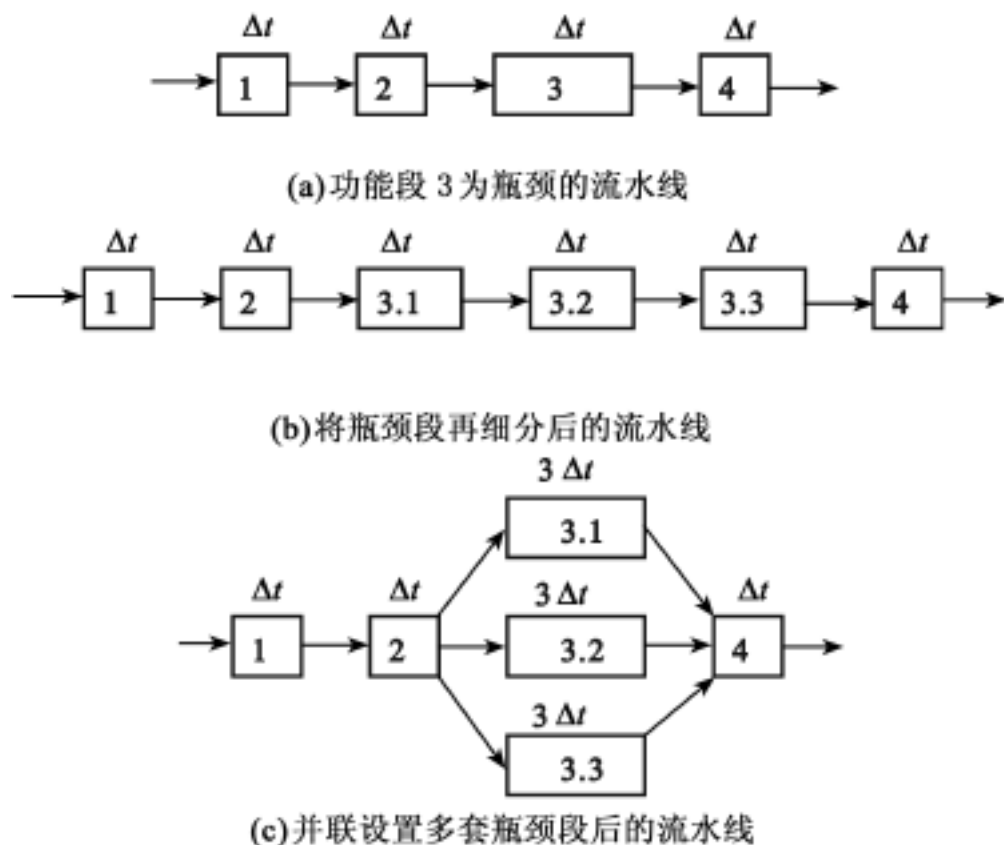 Δt Δt Δt Δt
1 2 3 4
(a)功能段 3为瓶颈的流水线
Δt Δt Δt Δt Δt Δt
1 2 3.1 3.2 3.3 4
(b)将瓶颈段再细分后的流水线
3 Δt
3.1
Δt Δt 3 Δt Δt
1 2 3.2 4
3 Δt
3.3
(c)并联设置多套瓶颈段后的流水线